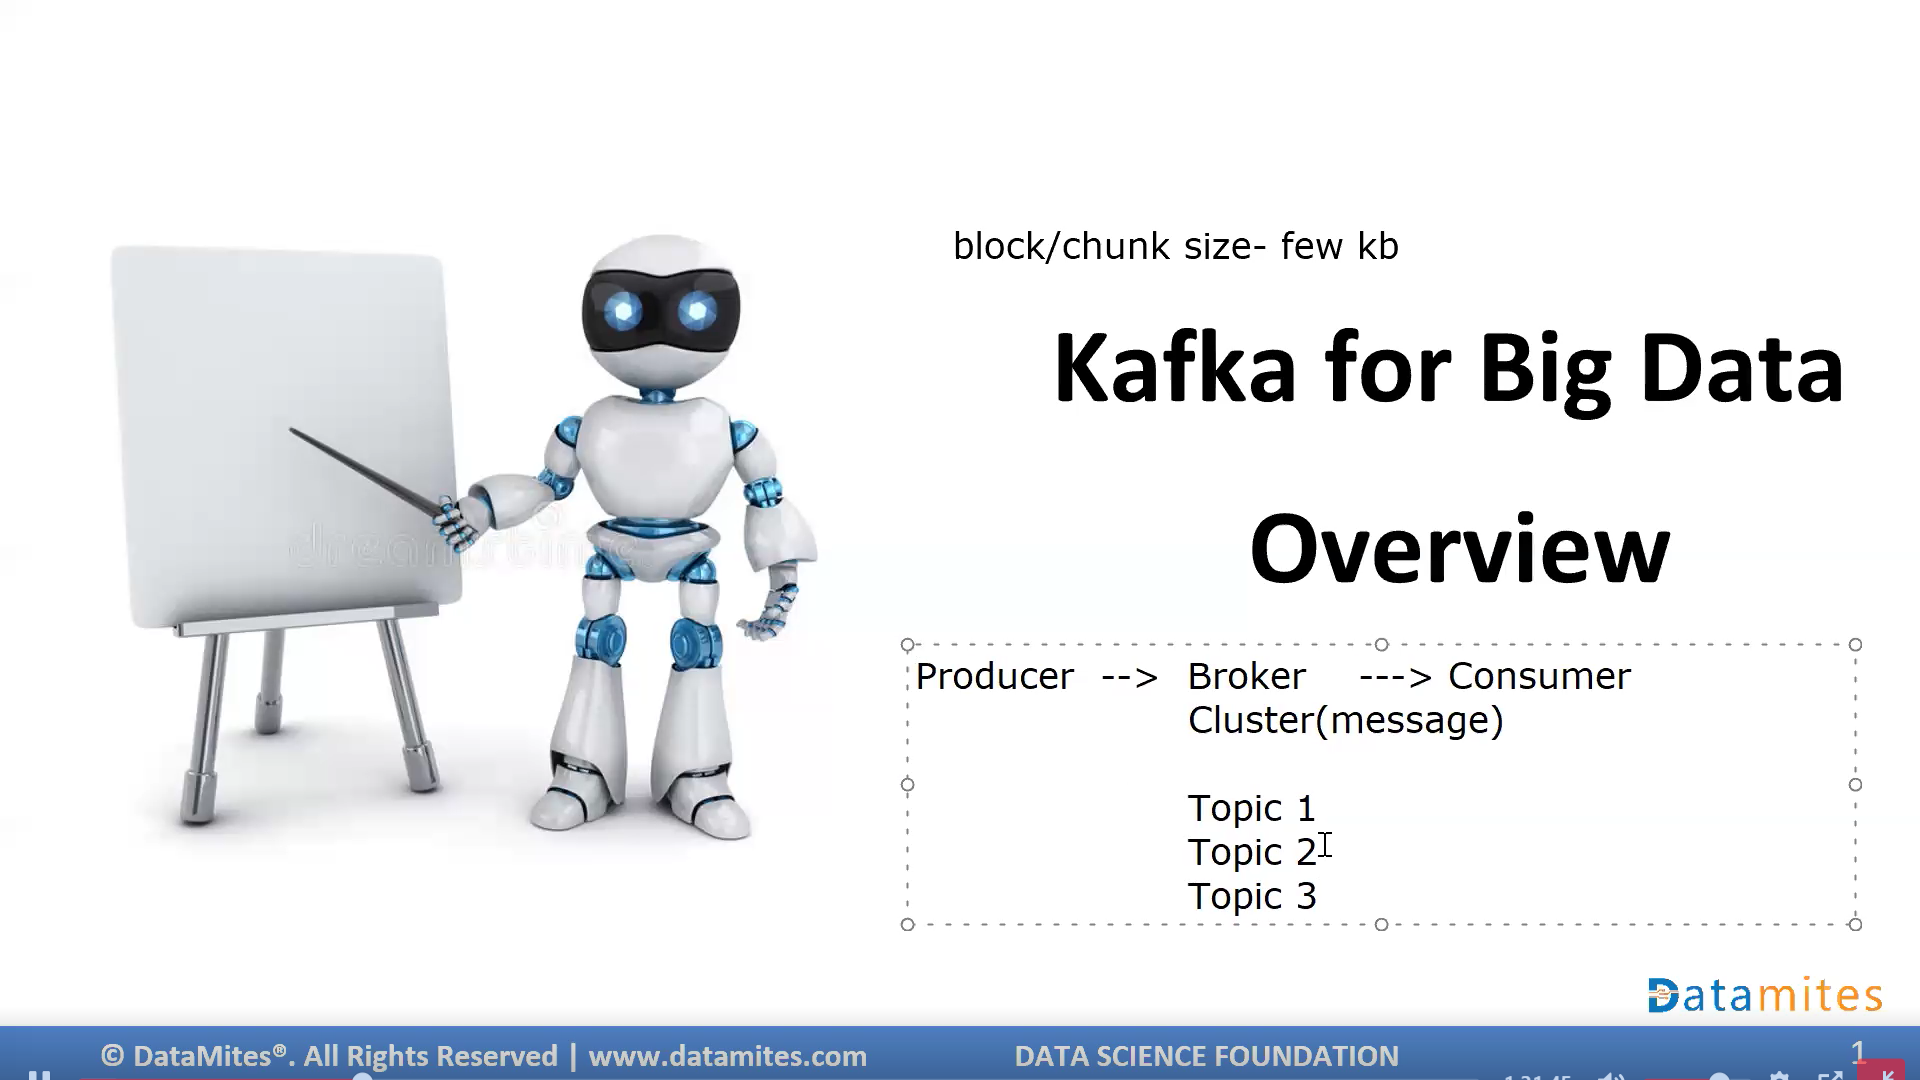 block/chunk size- few kb
Kafka for Big Data
Overview
Producer --> Broker ---> Consumer
Cluster(message)
Topic 1
Topic 2
Topic 3
dreamstime
Datamites
© DataMites®. All Rights Reserved | www.datamites.com
DATA SCIENCE FOUNDATION
1